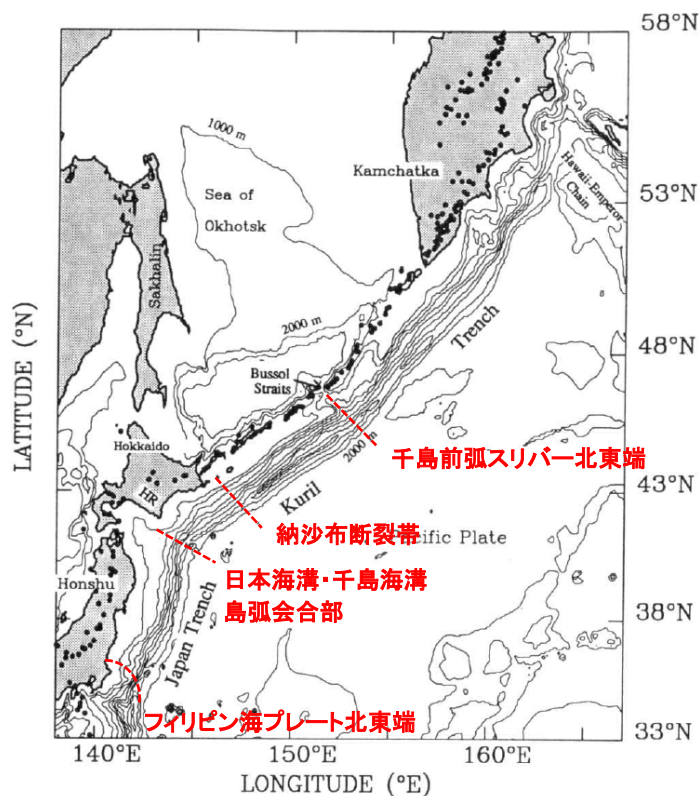 58°N
1000 m
Kamchatka
Sea of
Okhotsk
Hawaii-Emperor
Chain
53°N
Sakhalin
2000 m
Trench
Bussol
Straits
48°N
LATITUDE (°N)
2000 m
千島前弧スリバー北東端
Hokkaido
HR
43°N
Kuril
納沙布断裂帯
cific Plate
日本海溝・千島海溝
島弧会合部
Honshu
38°N
Japan Trench
フィリピン海プレート北東端
33°N
140°E
150°E
160°E
LONGITUDE (°E)